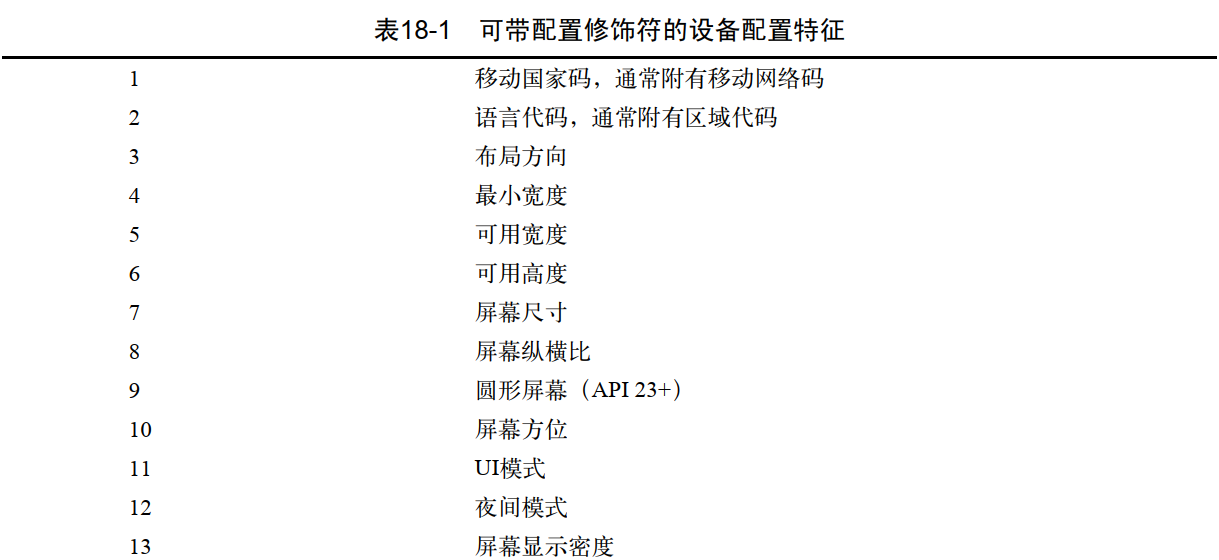 表18-1 可带配置修饰符的设备配置特征
1 移动国家码，通常附有移动网络码
2 语言代码，通常附有区域代码
3 布局方向
4 最小宽度
5 可用宽度
6 可用高度
7 屏幕尺寸
8 屏幕纵横比
9 圆形屏幕（API 23+）
10 屏幕方位
11 UI模式
12 夜间模式
13 屏幕显示密度